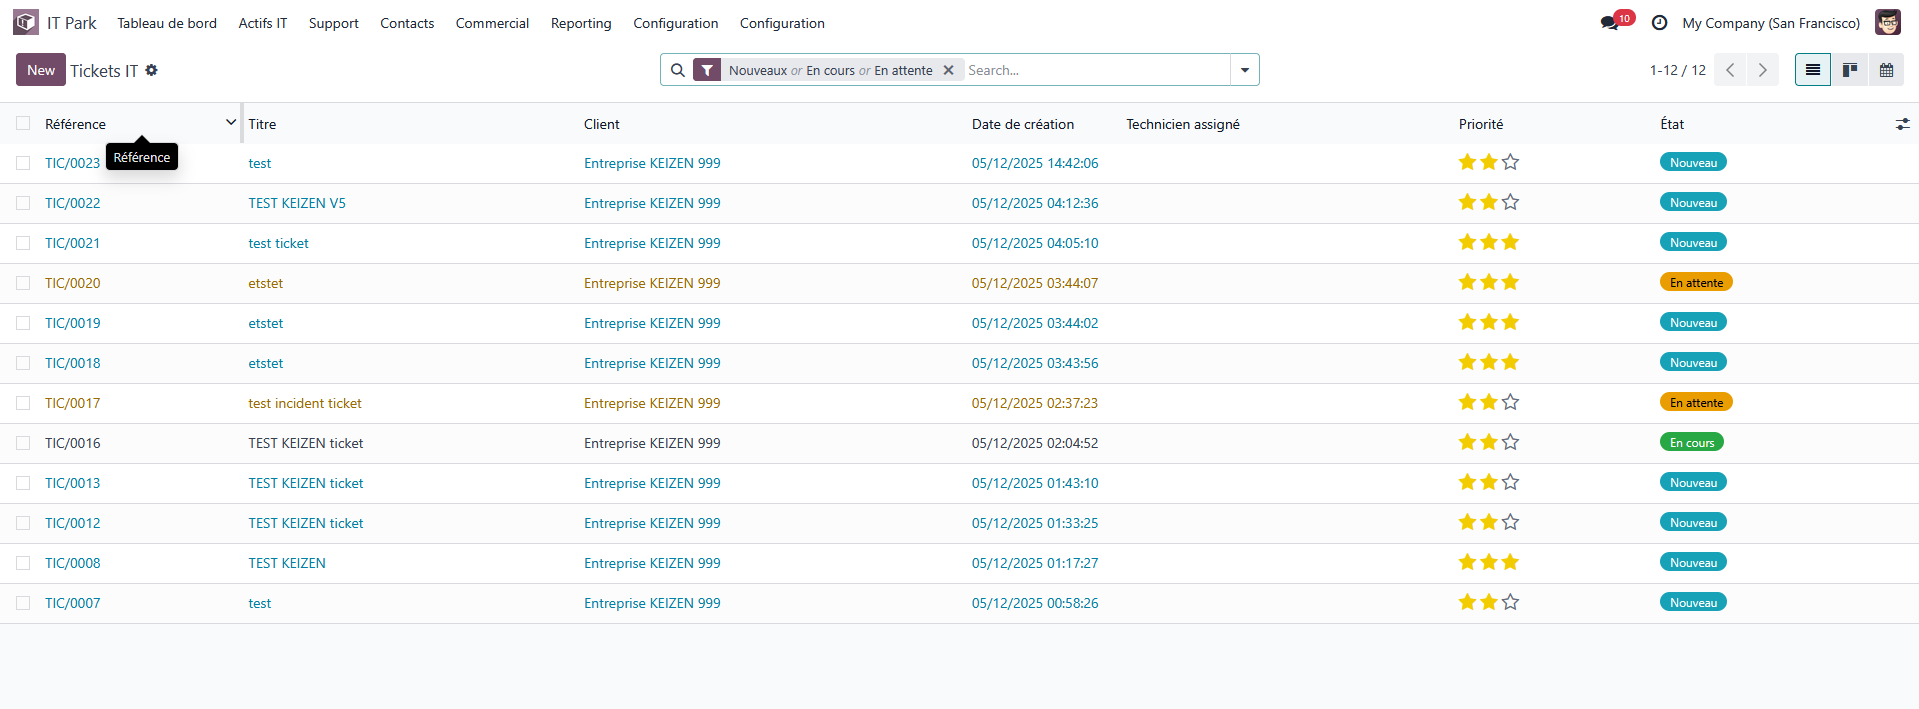 IT Park Tableau de bord Actifs IT Support Contacts Commercial Reporting Configuration Configuration 10 My Company (San Francisco)
New Tickets IT Nouveaux or En cours or En attente Search... 1-12 / 12
Référence Titre Client Date de création Technicien assigné Priorité État
Référence
TIC/0023 test Entreprise KEIZEN 999 05/12/2025 14:42:06 Nouveau
TIC/0022 TEST KEIZEN V5 Entreprise KEIZEN 999 05/12/2025 04:12:36 Nouveau
TIC/0021 test ticket Entreprise KEIZEN 999 05/12/2025 04:05:10 Nouveau
TIC/0020 etstet Entreprise KEIZEN 999 05/12/2025 03:44:07 En attente
TIC/0019 etstet Entreprise KEIZEN 999 05/12/2025 03:44:02 Nouveau
TIC/0018 etstet Entreprise KEIZEN 999 05/12/2025 03:43:56 Nouveau
TIC/0017 test incident ticket Entreprise KEIZEN 999 05/12/2025 02:37:23 En attente
TIC/0016 TEST KEIZEN ticket Entreprise KEIZEN 999 05/12/2025 02:04:52 En cours
TIC/0013 TEST KEIZEN ticket Entreprise KEIZEN 999 05/12/2025 01:43:10 Nouveau
TIC/0012 TEST KEIZEN ticket Entreprise KEIZEN 999 05/12/2025 01:33:25 Nouveau
TIC/0008 TEST KEIZEN Entreprise KEIZEN 999 05/12/2025 01:17:27 Nouveau
TIC/0007 test Entreprise KEIZEN 999 05/12/2025 00:58:26 Nouveau